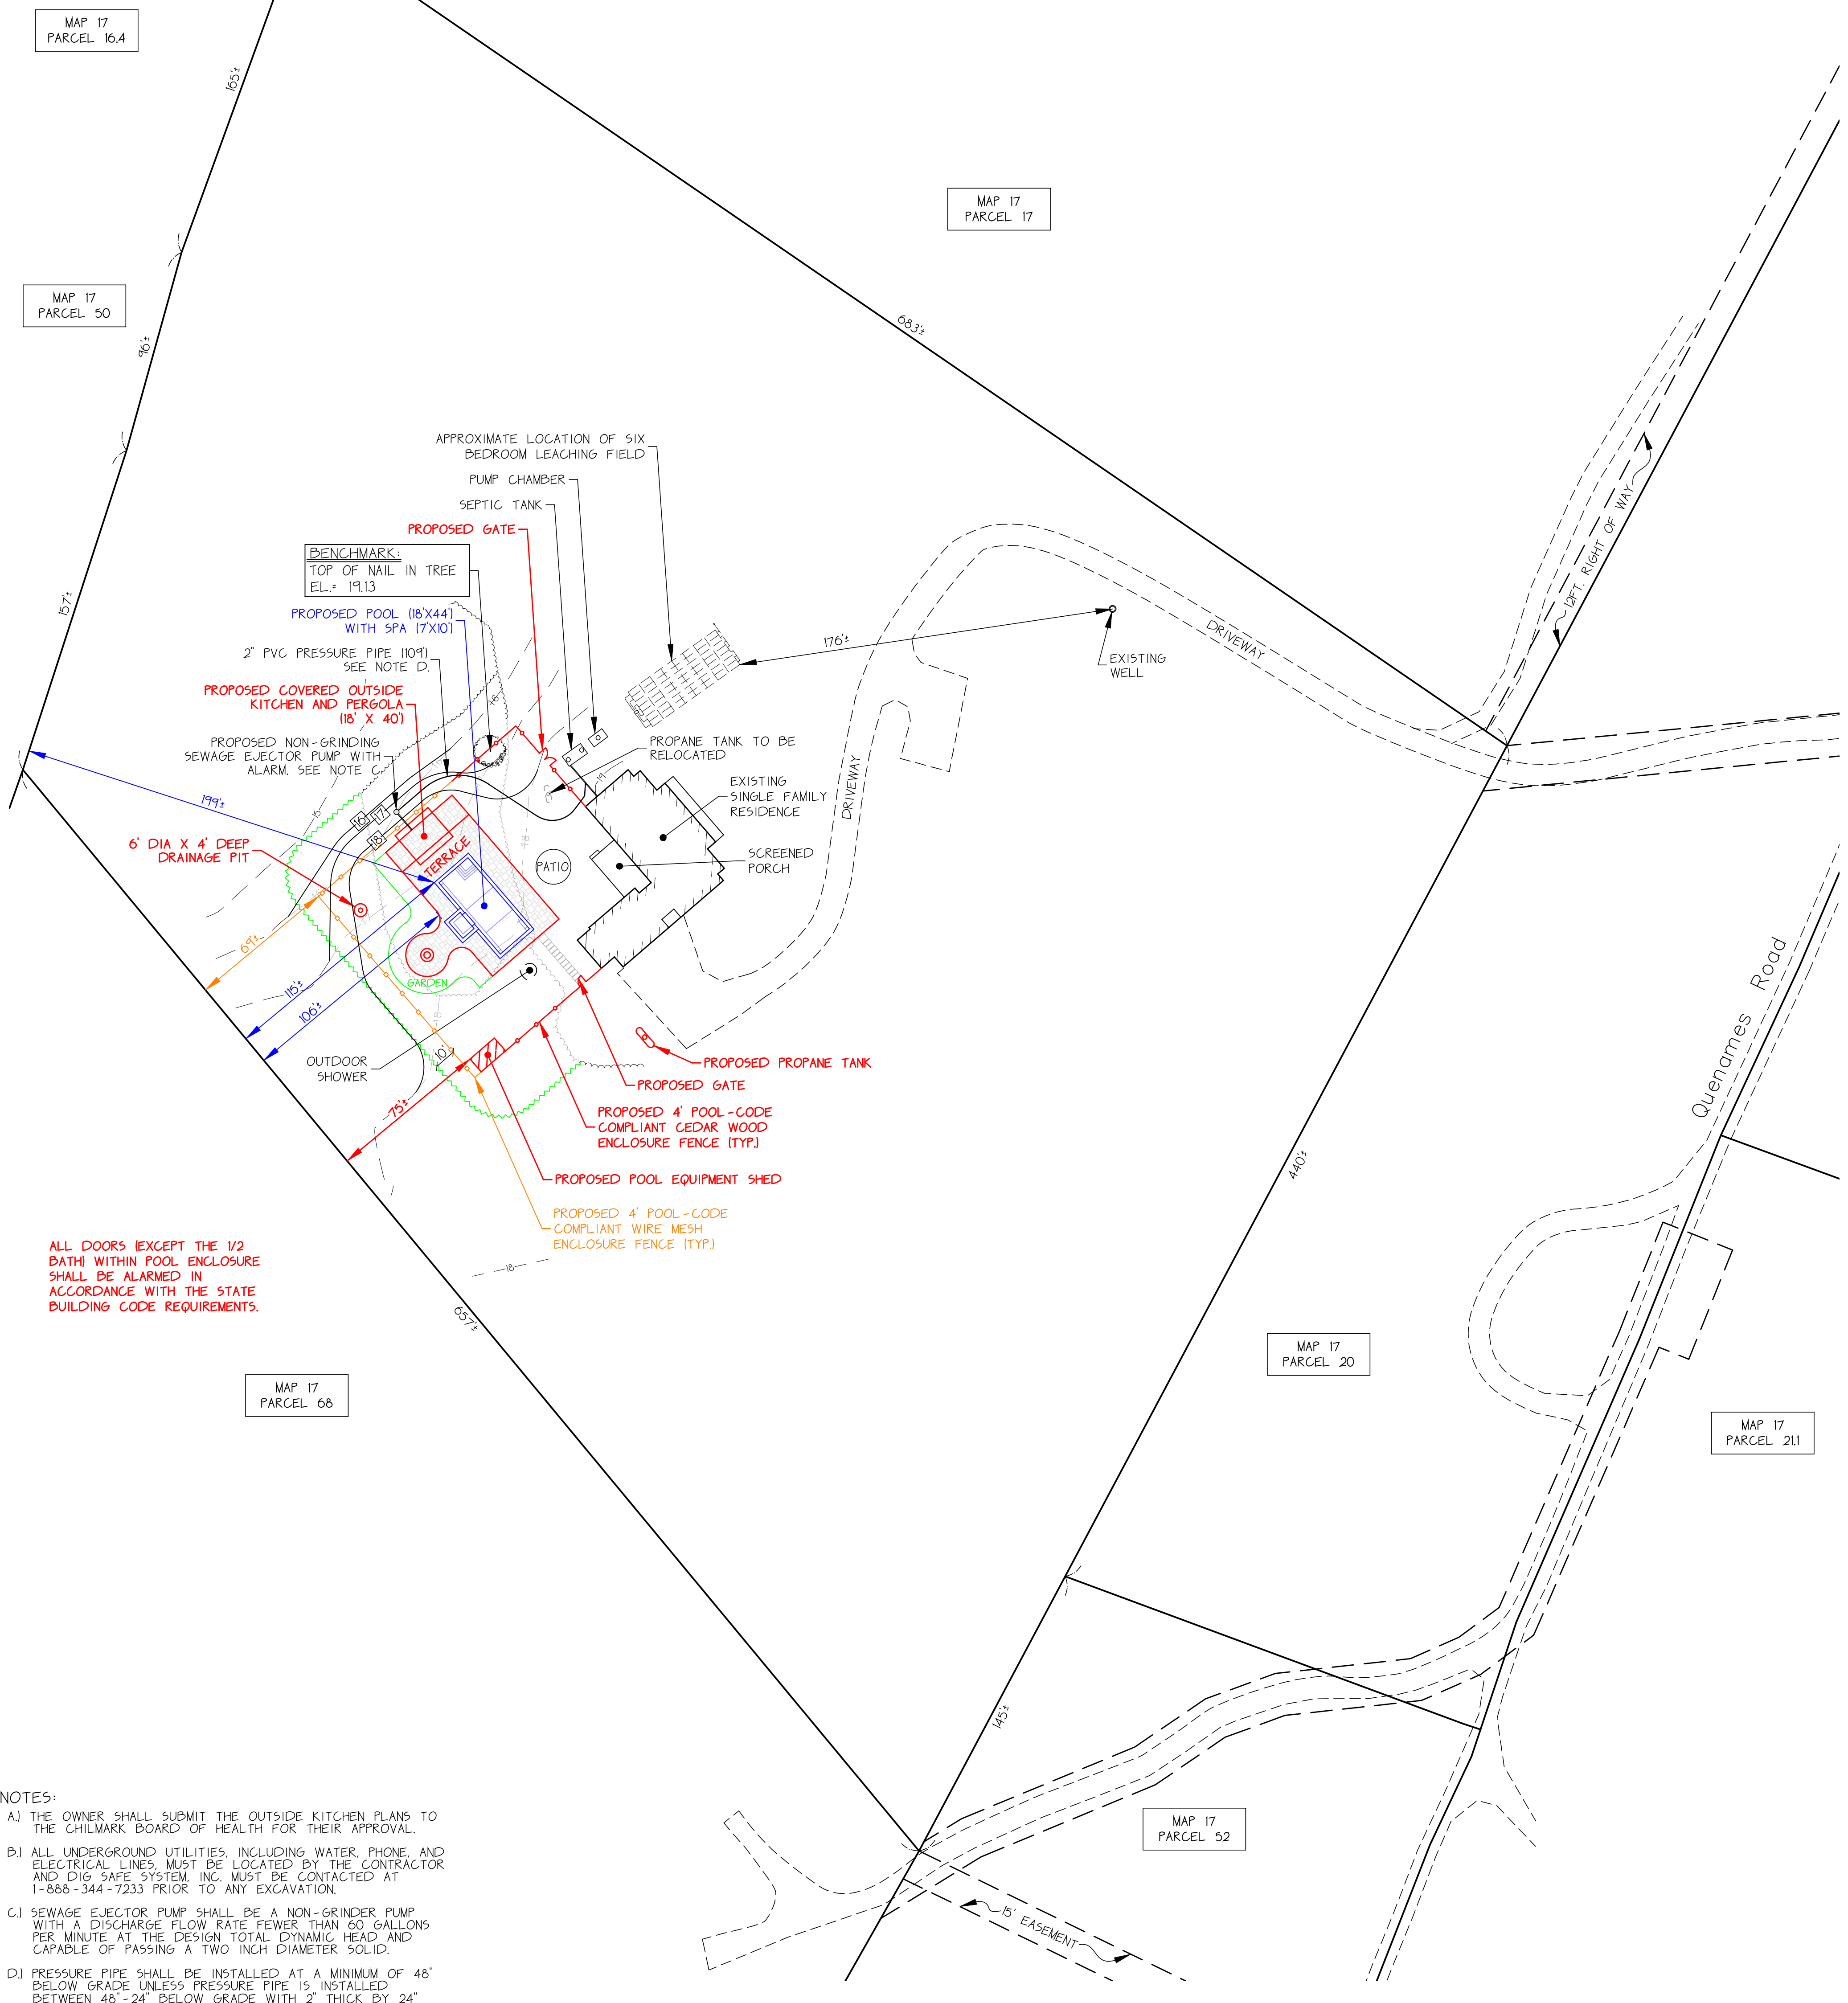 MAP 17
PARCEL 16.4
165'±
MAP 17
PARCEL 17
MAP 17
PARCEL 50
96'±
683'±
157'±
APPROXIMATE LOCATION OF SIX
BEDROOM LEACHING FIELD
PUMP CHAMBER
SEPTIC TANK
PROPOSED GATE
BENCHMARK:
TOP OF NAIL IN TREE
EL.= 19.13
PROPOSED POOL (18'X44')
WITH SPA (7'X10')
2" PVC PRESSURE PIPE (109')
SEE NOTE D.
PROPOSED COVERED OUTSIDE
KITCHEN AND PERGOLA
(18' X 40')
PROPOSED NON-GRINDING
SEWAGE EJECTOR PUMP WITH
ALARM. SEE NOTE C
12FT. RIGHT OF WAY
176'±
DRIVEWAY
EXISTING
WELL
PROPANE TANK TO BE
RELOCATED
EXISTING
SINGLE FAMILY
RESIDENCE
DRIVEWAY
SCREENED
PORCH
16
15
19
18
199'±
16
17
18
6' DIA X 4' DEEP
DRAINAGE PIT
TERRACE
PATIO
69'±
115'±
106'±
GARDEN
18
10'
OUTDOOR
SHOWER
75'±
PROPOSED PROPANE TANK
PROPOSED GATE
PROPOSED 4' POOL-CODE
COMPLIANT CEDAR WOOD
ENCLOSURE FENCE (TYP.)
PROPOSED POOL EQUIPMENT SHED
PROPOSED 4' POOL-CODE
COMPLIANT WIRE MESH
ENCLOSURE FENCE (TYP.)
18
Quenames Road
440'±
ALL DOORS (EXCEPT THE 1/2
BATH) WITHIN POOL ENCLOSURE
SHALL BE ALARMED IN
ACCORDANCE WITH THE STATE
BUILDING CODE REQUIREMENTS.
657'±
MAP 17
PARCEL 68
MAP 17
PARCEL 20
MAP 17
PARCEL 21.1
145'±
MAP 17
PARCEL 52
15' EASEMENT
NOTES:
A.) THE OWNER SHALL SUBMIT THE OUTSIDE KITCHEN PLANS TO
THE CHILMARK BOARD OF HEALTH FOR THEIR APPROVAL.
B.) ALL UNDERGROUND UTILITIES, INCLUDING WATER, PHONE, AND
ELECTRICAL LINES, MUST BE LOCATED BY THE CONTRACTOR
AND DIG SAFE SYSTEM, INC. MUST BE CONTACTED AT
1-888-344-7233 PRIOR TO ANY EXCAVATION.
C.) SEWAGE EJECTOR PUMP SHALL BE A NON-GRINDER PUMP
WITH A DISCHARGE FLOW RATE FEWER THAN 60 GALLONS
PER MINUTE AT THE DESIGN TOTAL DYNAMIC HEAD AND
CAPABLE OF PASSING A TWO INCH DIAMETER SOLID.
D.) PRESSURE PIPE SHALL BE INSTALLED AT A MINIMUM OF 48"
BELOW GRADE UNLESS PRESSURE PIPE IS INSTALLED
BETWEEN 48"-24" BELOW GRADE WITH 2" THICK BY 24"